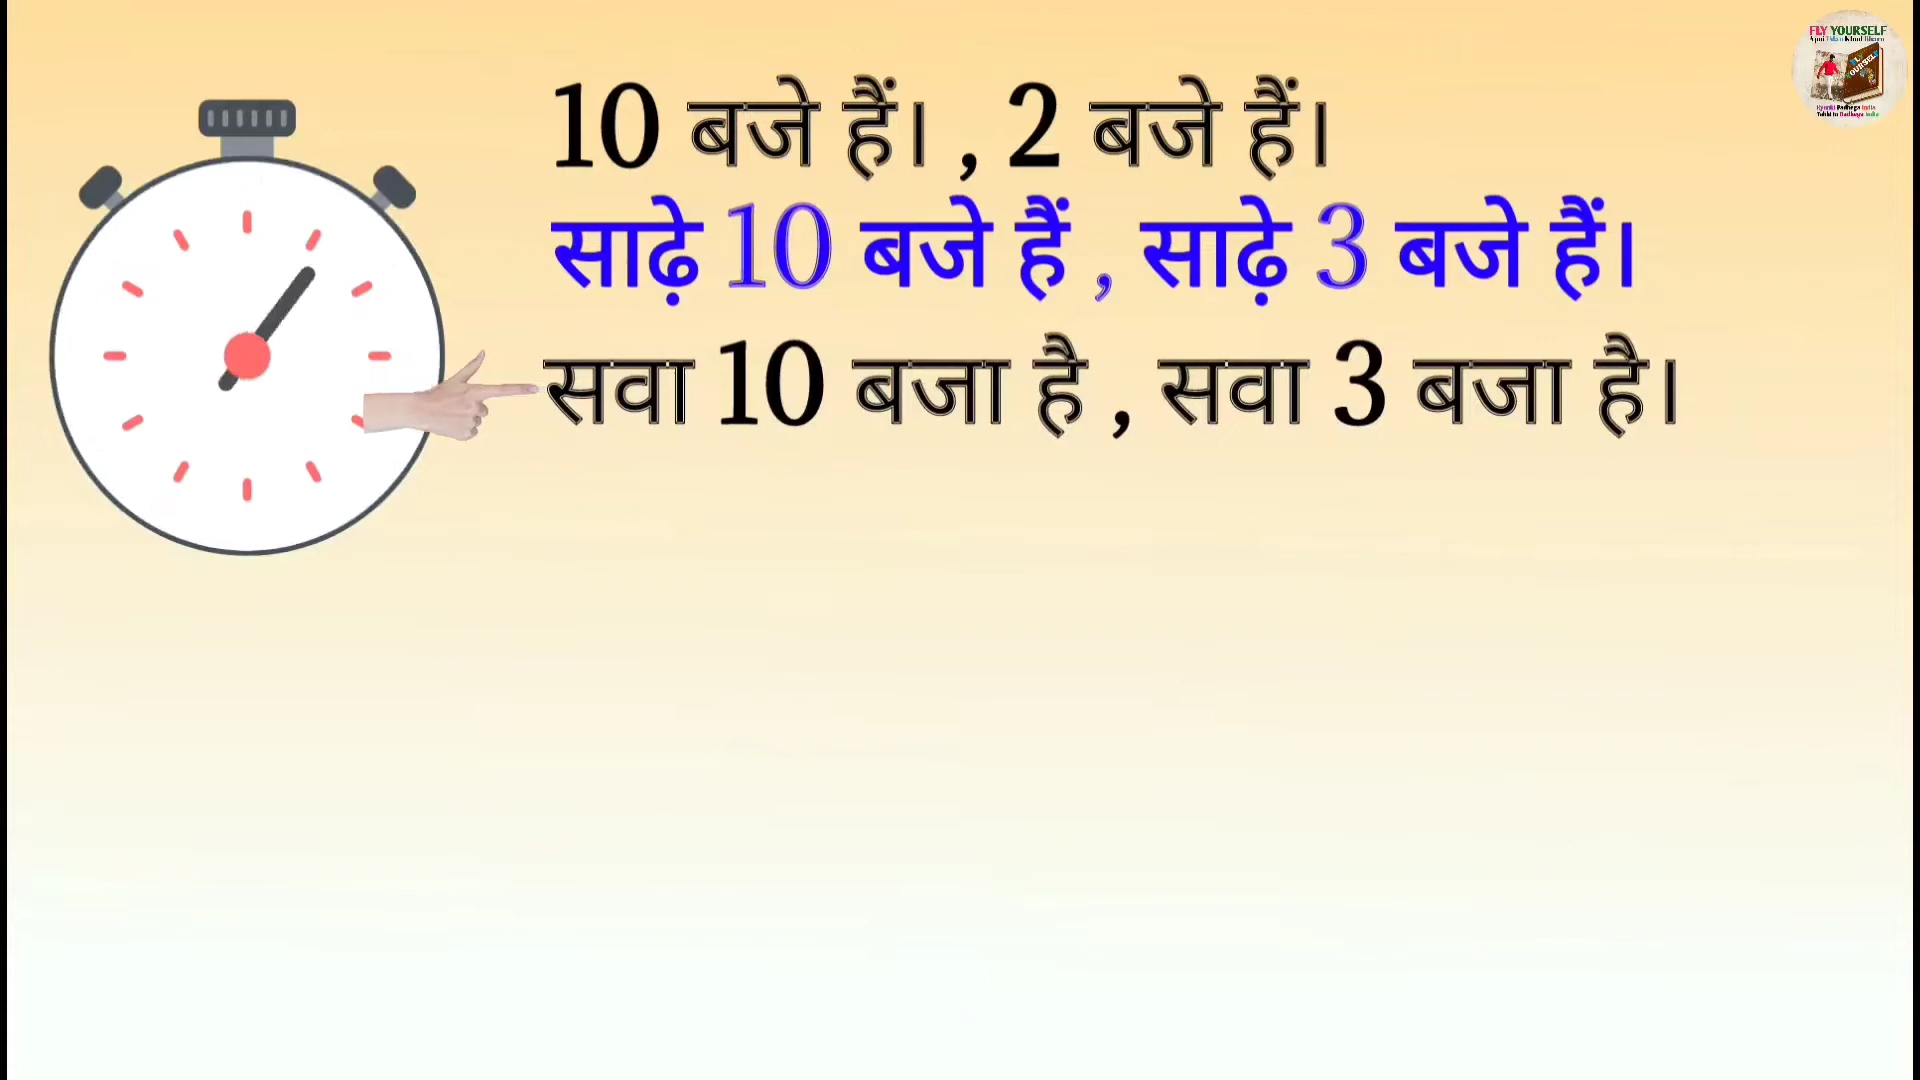 FLY YOURSELF
10 बजे हैं। , 2 बजे हैं।
साढ़े 10 बजे हैं , साढ़े 3 बजे हैं।
सवा 10 बजा है , सवा 3 बजा है।